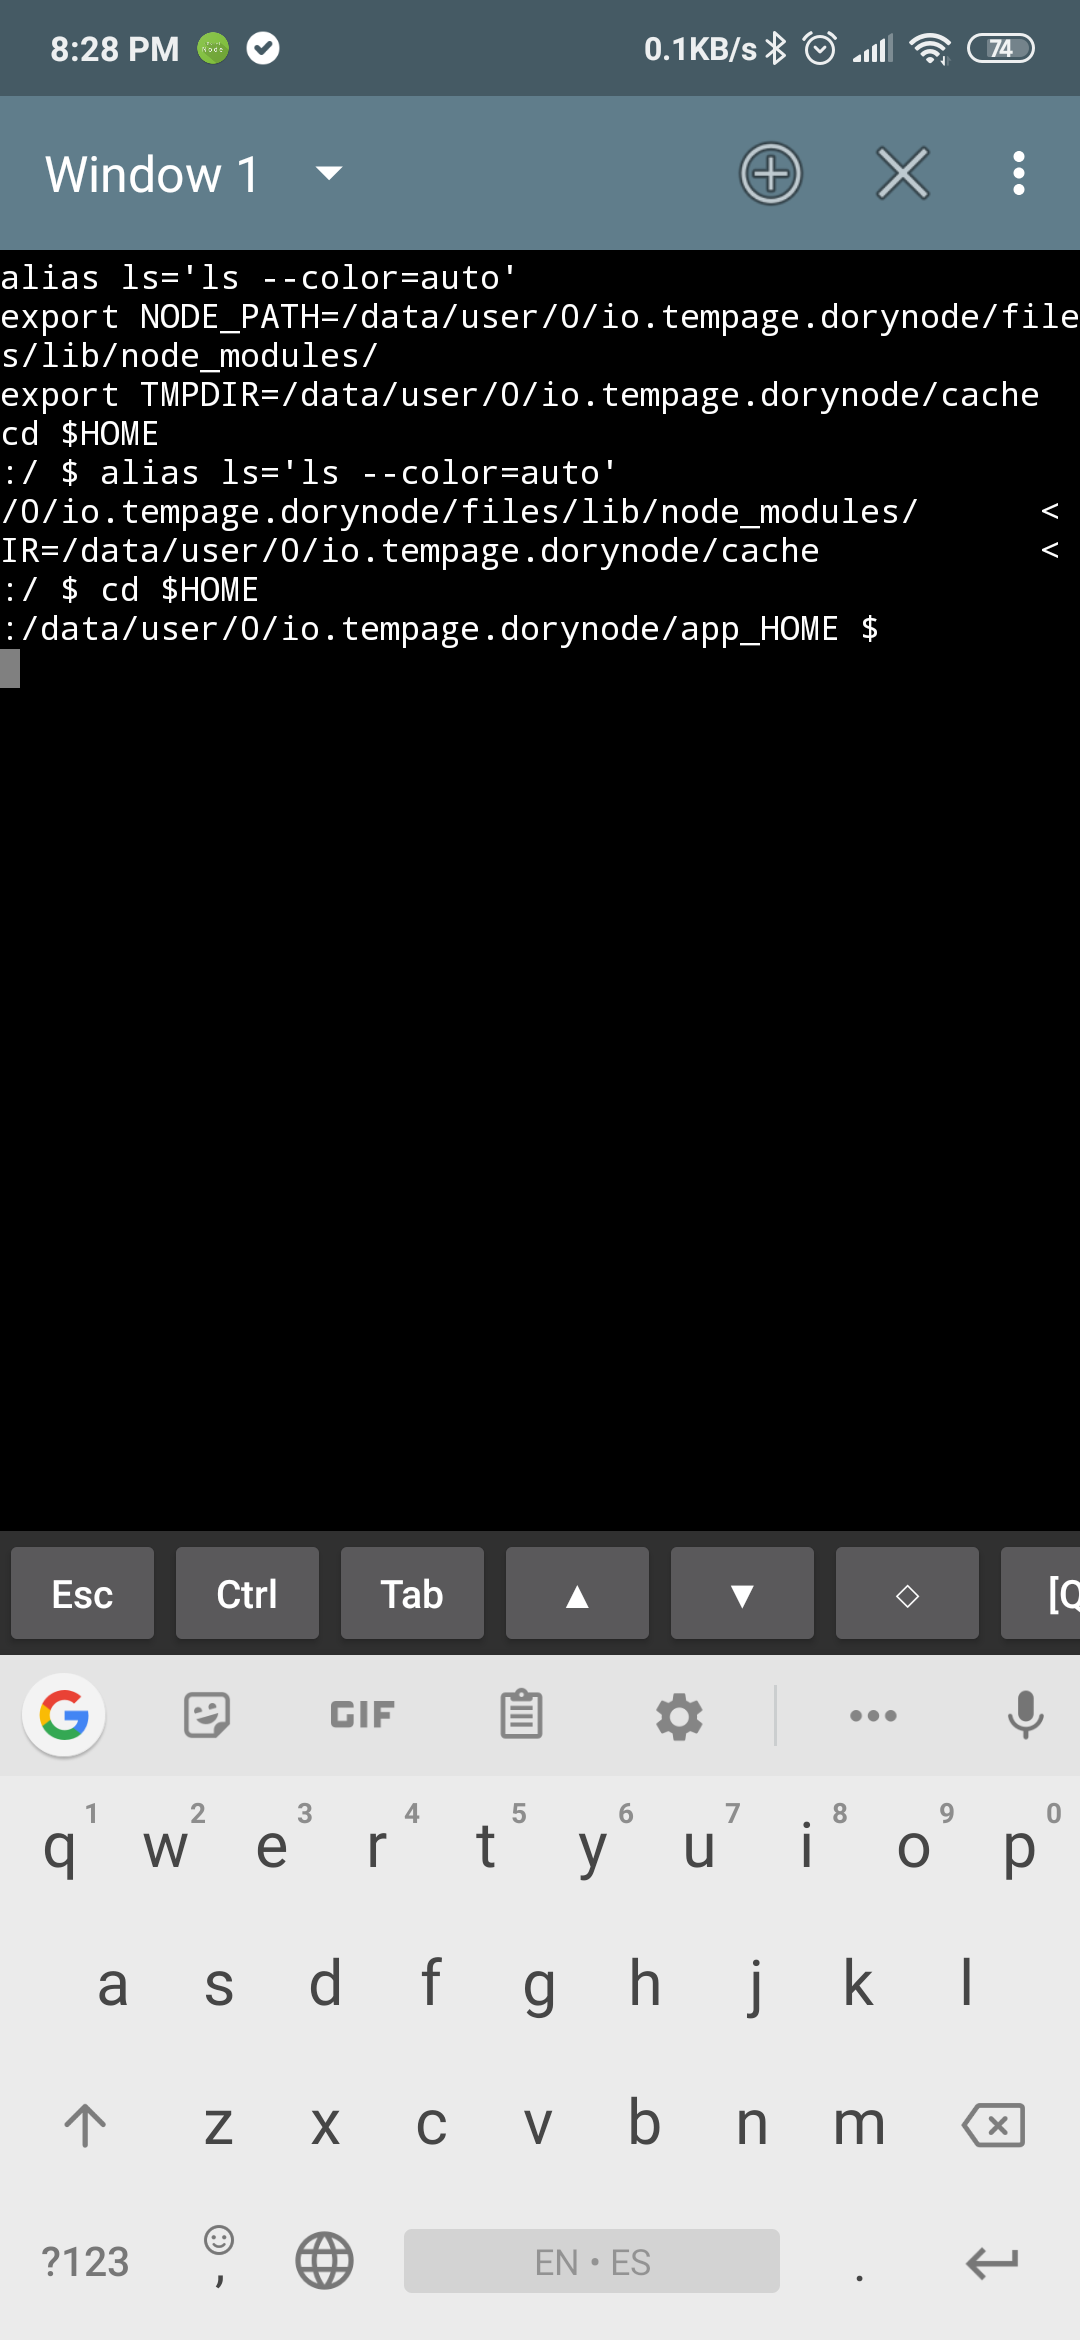 8:28 PM
0.1KB/s
74
Window 1
alias ls='ls --color=auto'
export NODE_PATH=/data/user/0/io.tempage.dorynode/file
s/lib/node_modules/
export TMPDIR=/data/user/0/io.tempage.dorynode/cache
cd $HOME
:/ $ alias ls='ls --color=auto'
/0/io.tempage.dorynode/files/lib/node_modules/ <
IR=/data/user/0/io.tempage.dorynode/cache <
:/ $ cd $HOME
:/data/user/0/io.tempage.dorynode/app_HOME $
Esc Ctrl Tab ▲ ▼ ◇ [Q
GIF
1 2 3 4 5 6 7 8 9 0
q w e r t y u i o p
a s d f g h j k l
z x c v b n m
?123 , EN • ES .